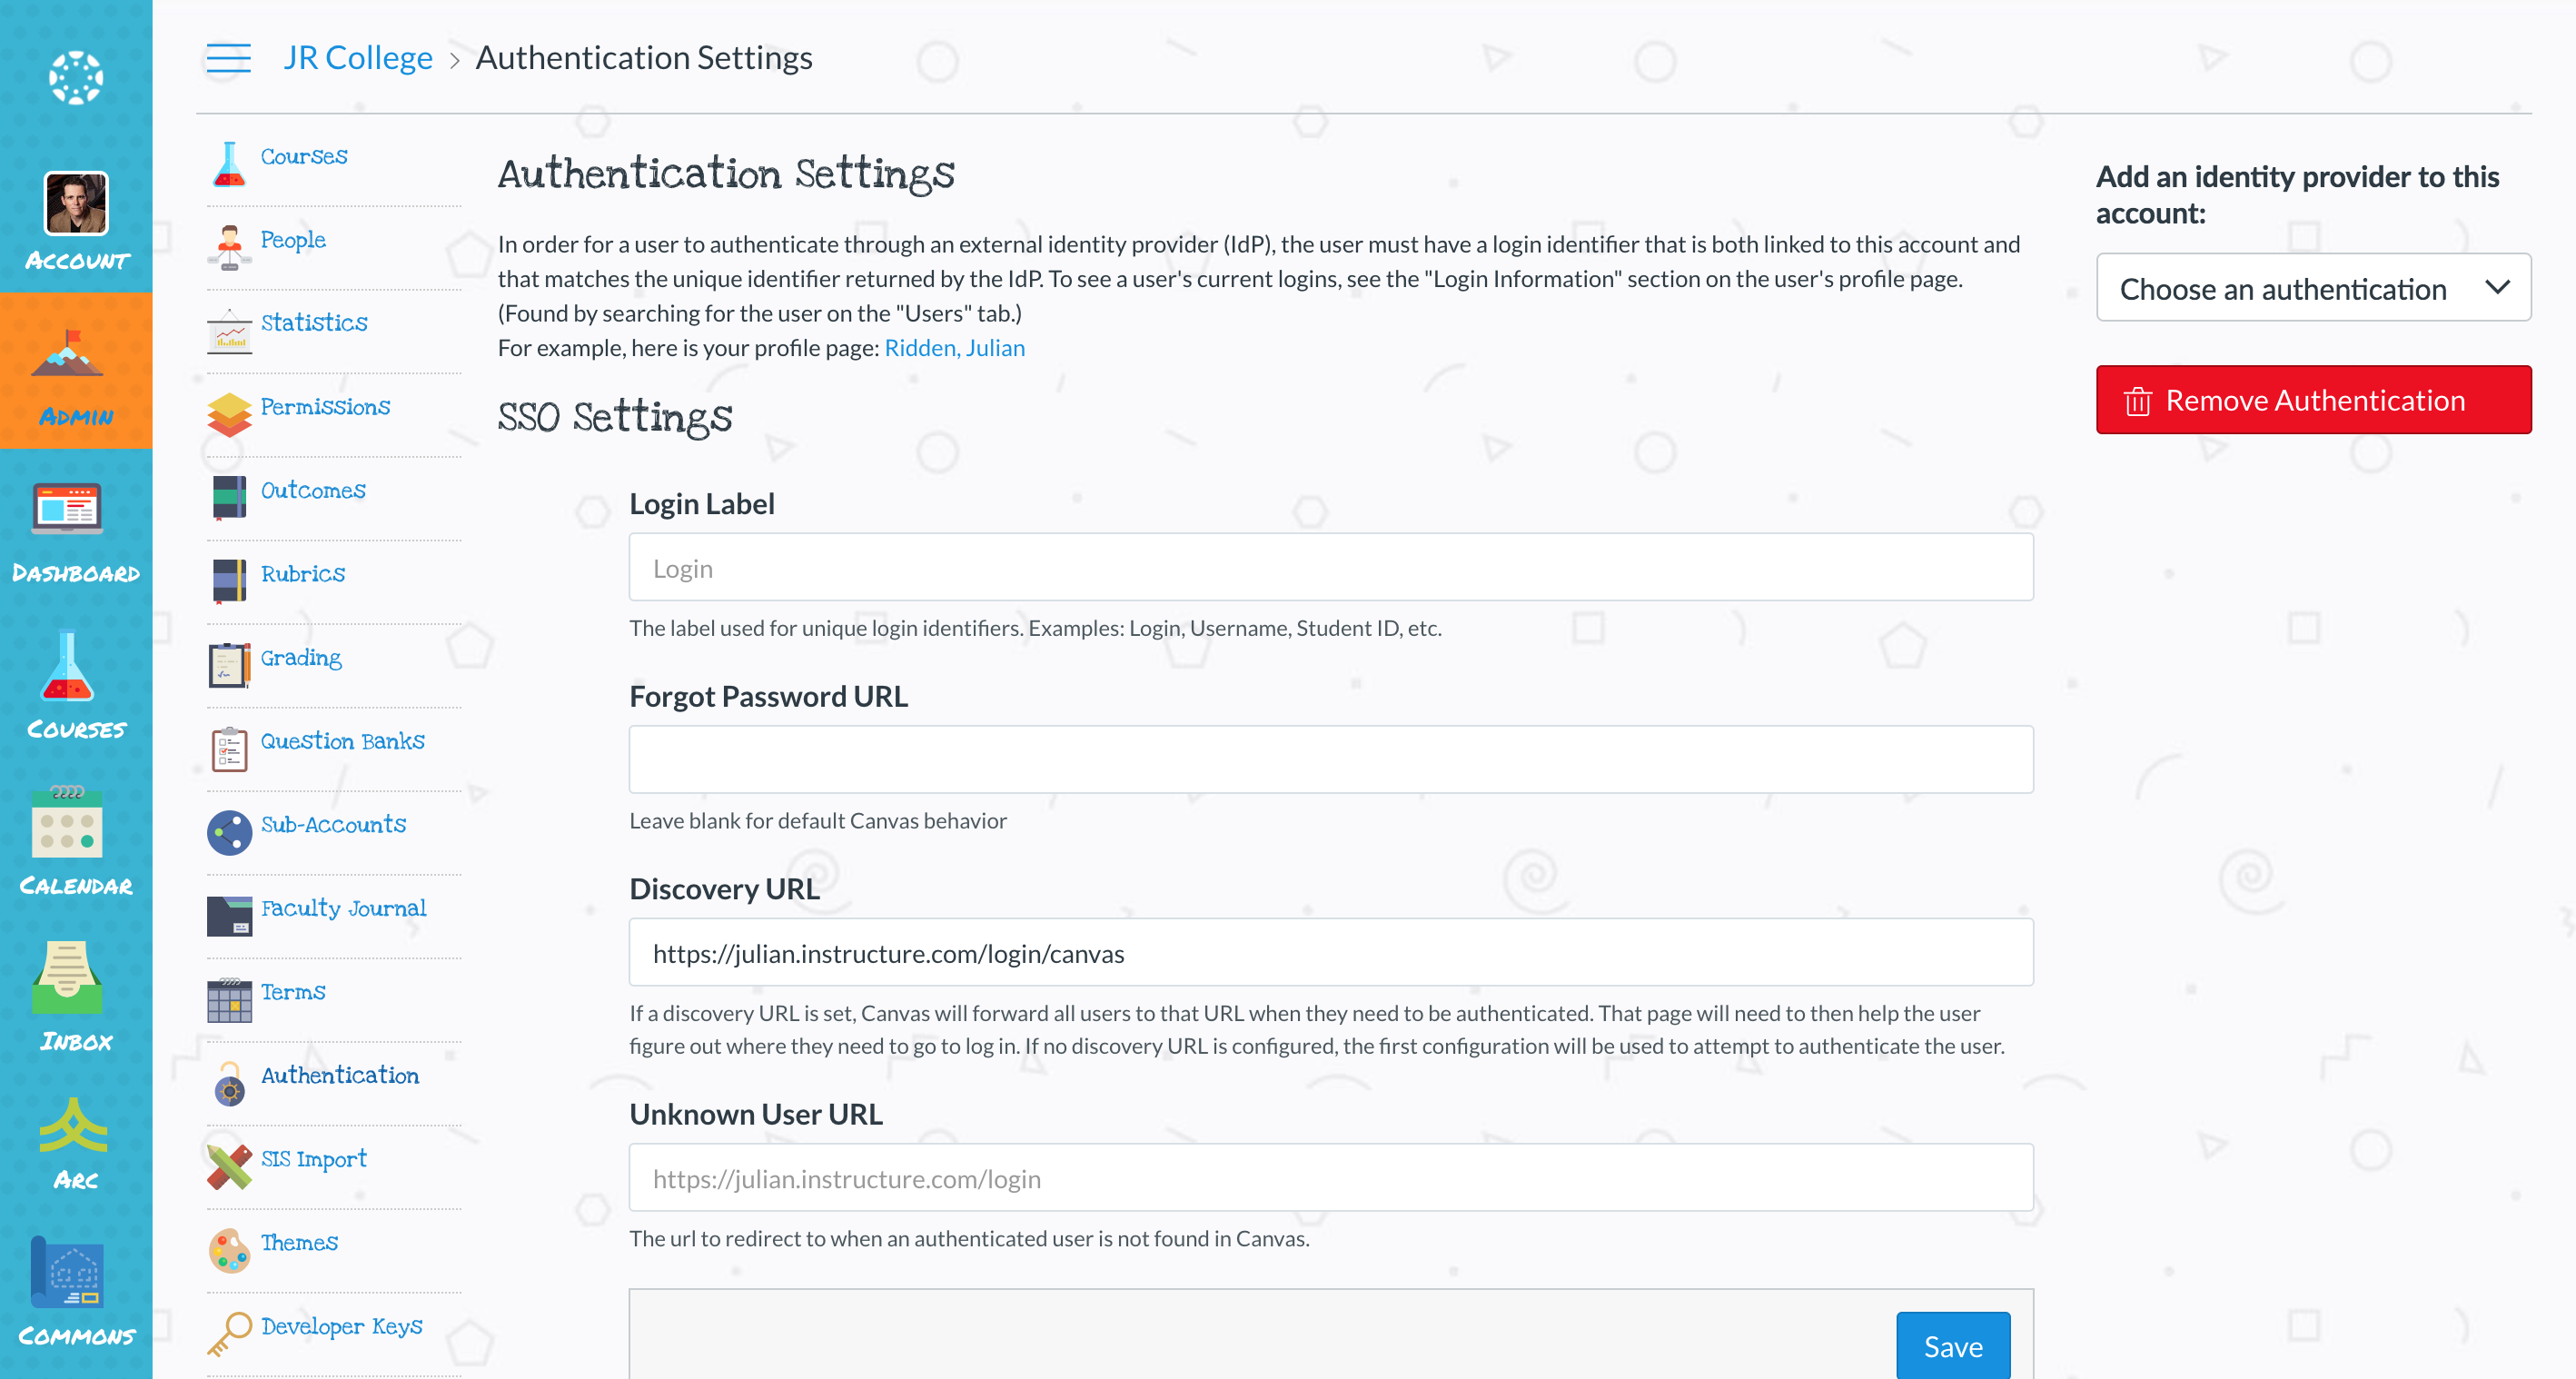 JR College > Authentication Settings
ACCOUNT
ADMIN
DASHBOARD
COURSES
CALENDAR
INBOX
ARC
COMMONS
Courses
People
Statistics
Permissions
Outcomes
Rubrics
Grading
Question Banks
Sub-Accounts
Faculty Journal
Terms
Authentication
SIS Import
Themes
Developer Keys
Authentication Settings
In order for a user to authenticate through an external identity provider (IdP), the user must have a login identifier that is both linked to this account and
that matches the unique identifier returned by the IdP. To see a user's current logins, see the "Login Information" section on the user's profile page.
(Found by searching for the user on the "Users" tab.)
For example, here is your profile page: Ridden, Julian
SSO Settings
Login Label
Login
The label used for unique login identifiers. Examples: Login, Username, Student ID, etc.
Forgot Password URL
Leave blank for default Canvas behavior
Discovery URL
https://julian.instructure.com/login/canvas
If a discovery URL is set, Canvas will forward all users to that URL when they need to be authenticated. That page will need to then help the user
figure out where they need to go to log in. If no discovery URL is configured, the first configuration will be used to attempt to authenticate the user.
Unknown User URL
https://julian.instructure.com/login
The url to redirect to when an authenticated user is not found in Canvas.
Save
Add an identity provider to this
account:
Choose an authentication
Remove Authentication